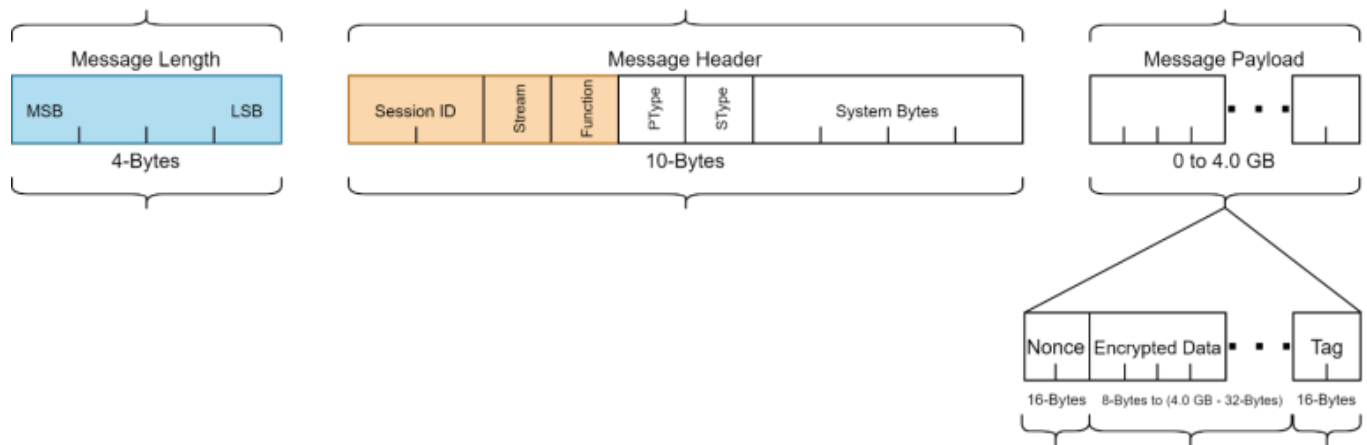 Message Length
Message Header
Message Payload
MSB LSB
Session ID Stream Function PType SType System Bytes
4-Bytes
10-Bytes
0 to 4.0 GB
Nonce Encrypted Data Tag
16-Bytes 8-Bytes to (4.0 GB - 32-Bytes) 16-Bytes